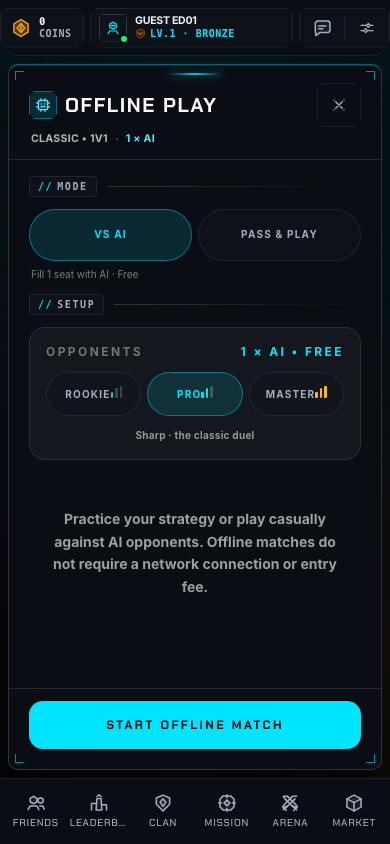 0
COINS
GUEST ED01
LV.1 · BRONZE
OFFLINE PLAY
CLASSIC • 1V1 · 1 × AI
// MODE
VS AI
PASS & PLAY
Fill 1 seat with AI · Free
// SETUP
OPPONENTS
1 × AI • FREE
ROOKIE
PRO
MASTER
Sharp · the classic duel
Practice your strategy or play casually
against AI opponents. Offline matches do
not require a network connection or entry
fee.
START OFFLINE MATCH
FRIENDS
LEADERB...
CLAN
MISSION
ARENA
MARKET